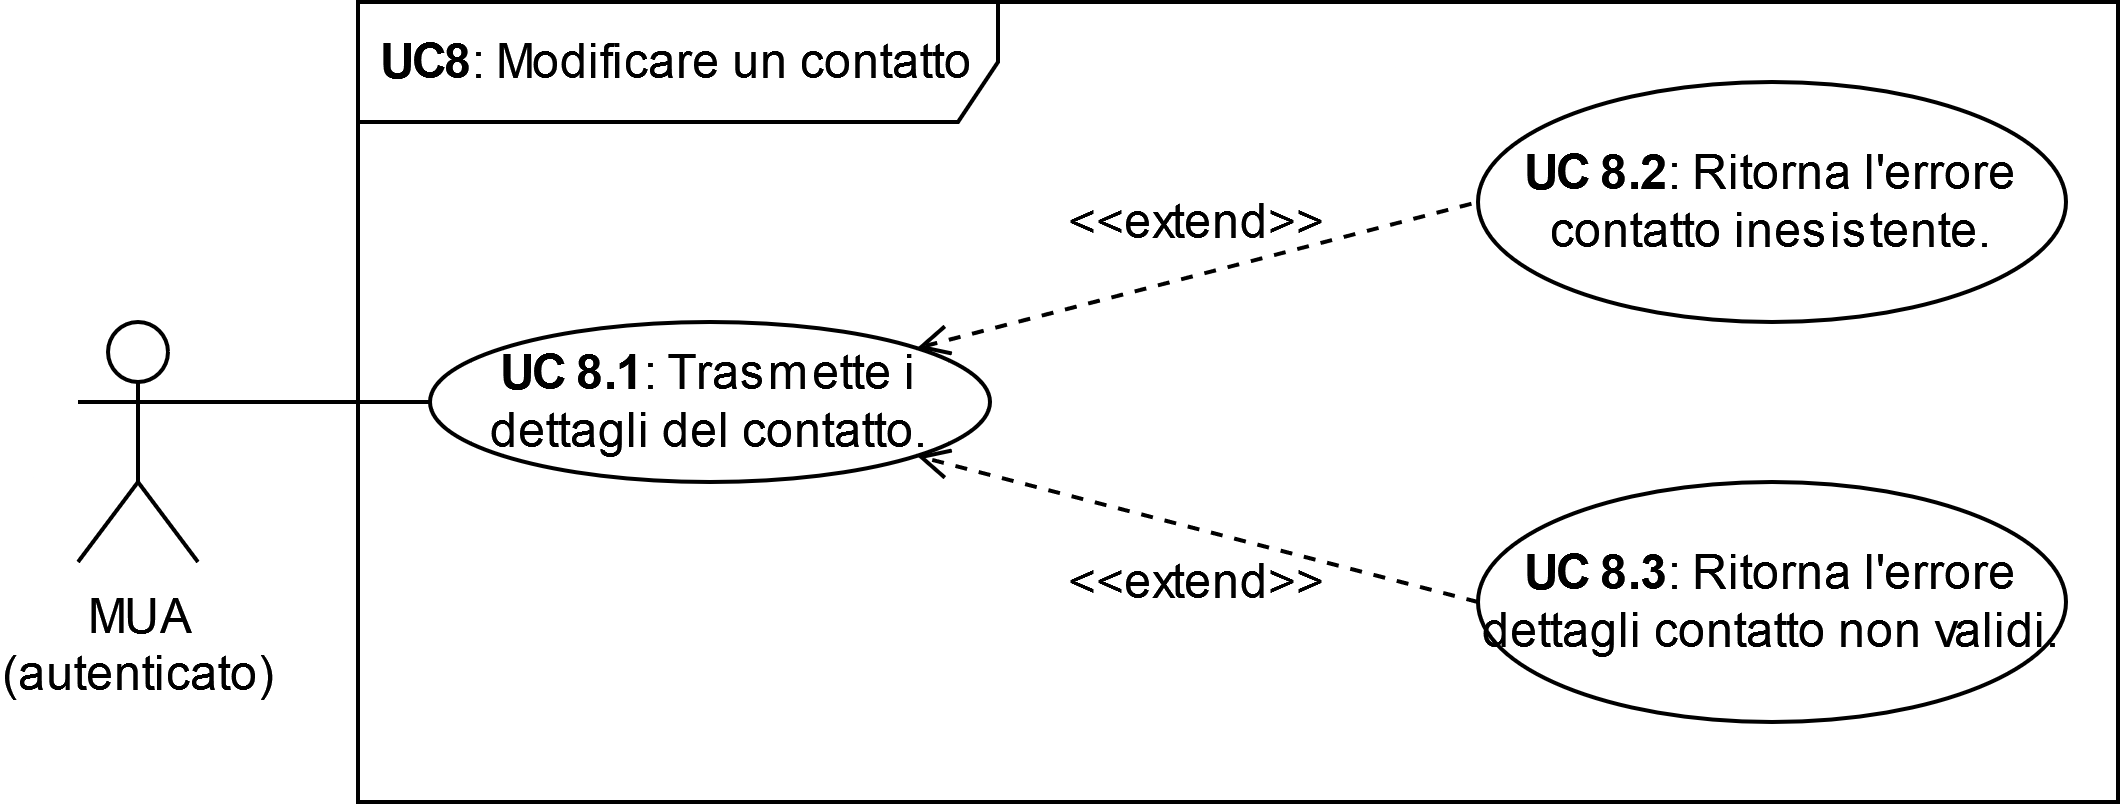 UC8: Modificare un contatto
UC 8.2: Ritorna l'errore
contatto inesistente.
<<extend>>
UC 8.1: Trasmette i
dettagli del contatto.
<<extend>>
UC 8.3: Ritorna l'errore
dettagli contatto non validi.
MUA
(autenticato)